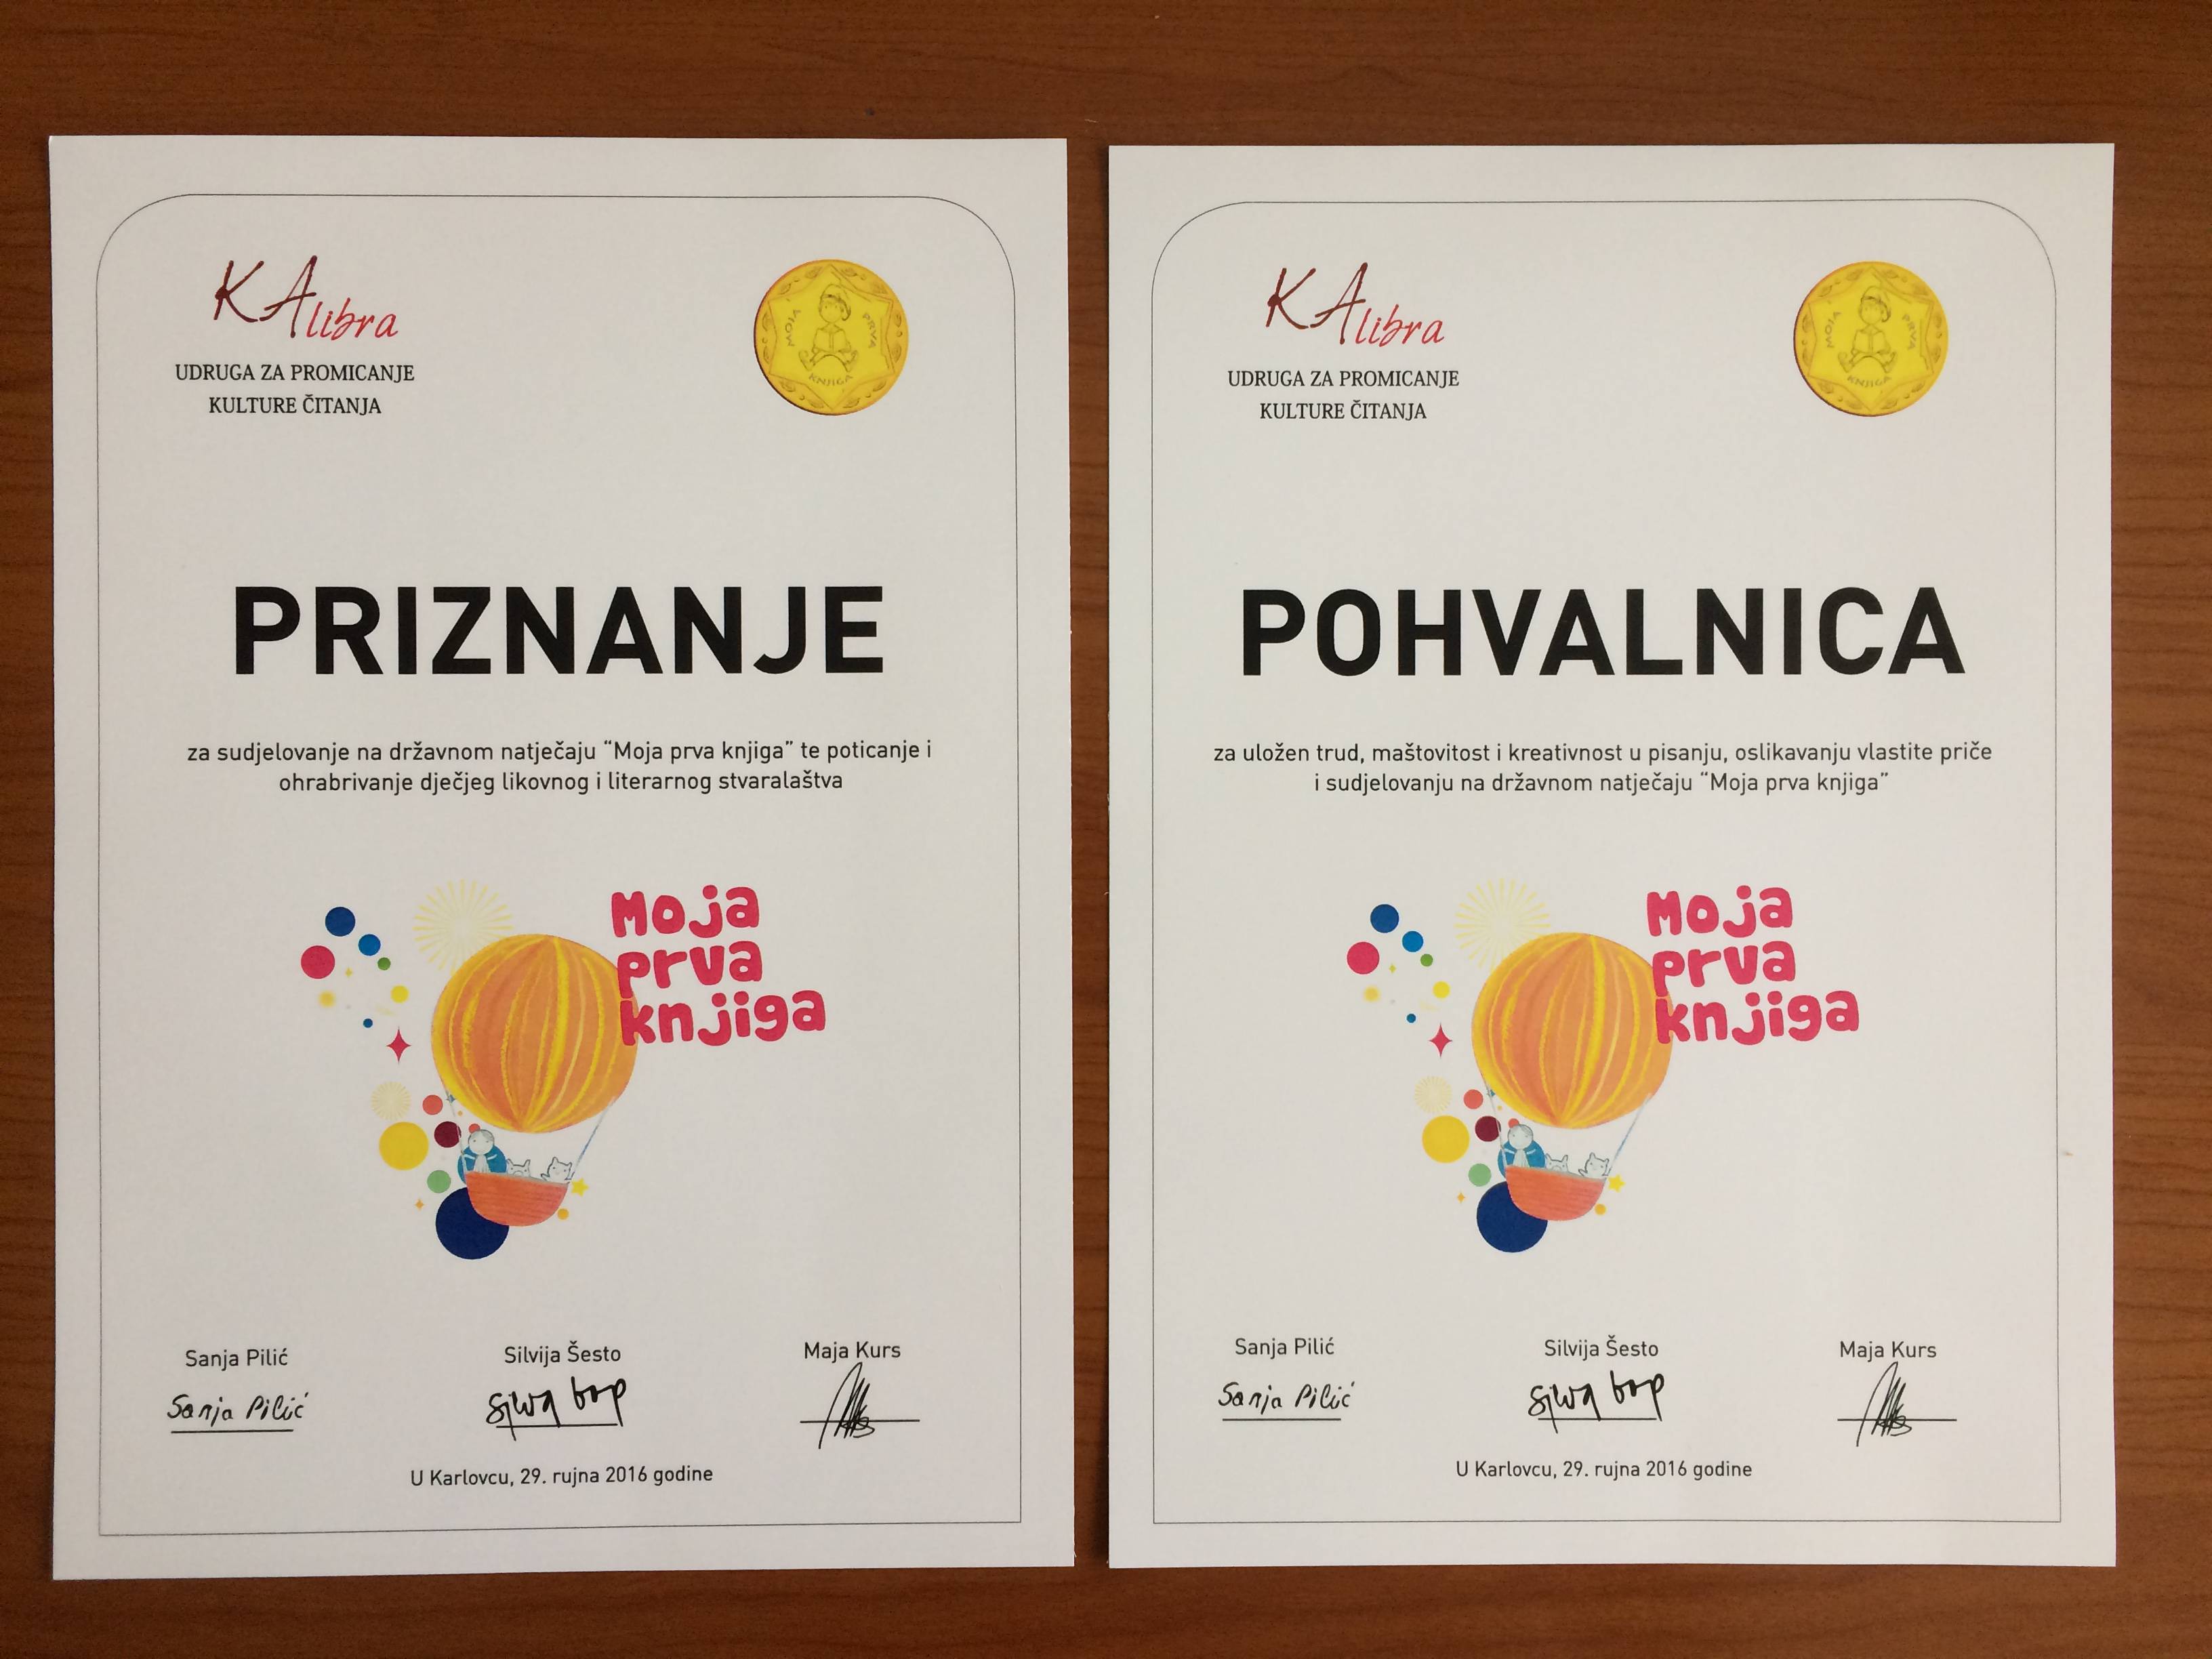 KAlibra
UDRUGA ZA PROMICANJE
KULTURE ČITANJA
MOJA PRVA KNJIGA
PRIZNANJE
za sudjelovanje na državnom natječaju “Moja prva knjiga” te poticanje i
ohrabrivanje dječjeg likovnog i literarnog stvaralaštva
Moja
prva
knjiga
Sanja Pilić
Silvija Šesto
Maja Kurs
Sanja Pilić
U Karlovcu, 29. rujna 2016 godine
KAlibra
UDRUGA ZA PROMICANJE
KULTURE ČITANJA
MOJA PRVA KNJIGA
POHVALNICA
za uložen trud, maštovitost i kreativnost u pisanju, oslikavanju vlastite priče
i sudjelovanju na državnom natječaju “Moja prva knjiga”
Moja
prva
knjiga
Sanja Pilić
Silvija Šesto
Maja Kurs
Sanja Pilić
U Karlovcu, 29. rujna 2016 godine